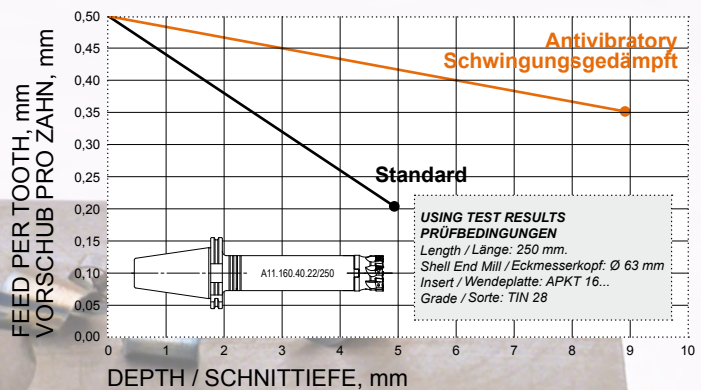 FEED PER TOOTH, mm
VORSCHUB PRO ZAHN, mm
0,50
0,45
0,40
0,35
0,30
0,25
0,20
0,15
0,10
0,05
0,00
Antivibratory
Schwingungsgedämpft
Standard
A11.160.40.22/250
USING TEST RESULTS
PRÜFBEDINGUNGEN
Length / Länge: 250 mm.
Shell End Mill / Eckmesserkopf: Ø 63 mm
Insert / Wendeplatte: APKT 16...
Grade / Sorte: TIN 28
0 1 2 3 4 5 6 7 8 9 10
DEPTH / SCHNITTIEFE, mm